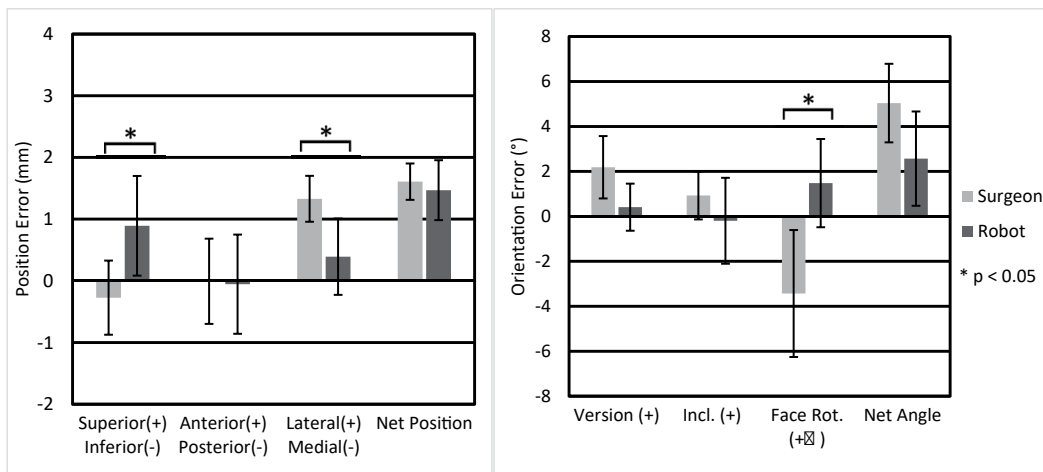 4
3
2
1
0
-1
-2
Position Error (mm)
*
*
Superior(+)
Inferior(-)
Anterior(+)
Posterior(-)
Lateral(+)
Medial(-)
Net Position
8
6
4
2
0
-2
-4
-6
-8
Orientation Error (°)
*
Version (+)
Incl. (+)
Face Rot.
(+☒ )
Net Angle
Surgeon
Robot
* p < 0.05